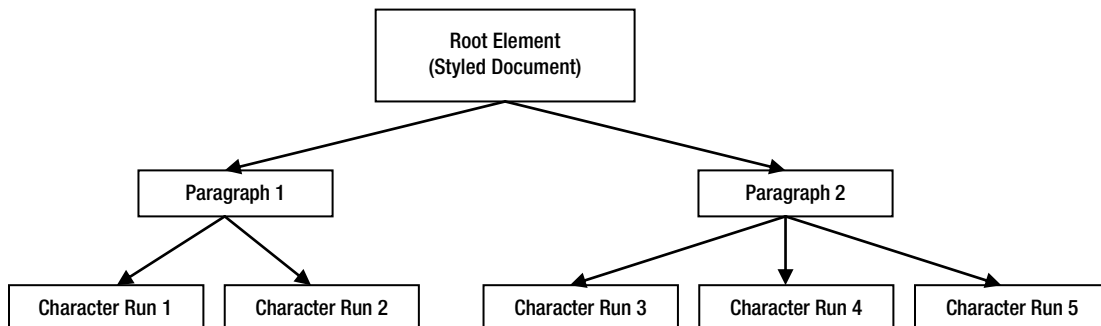 Root Element
(Styled Document)
Paragraph 1
Paragraph 2
Character Run 1
Character Run 2
Character Run 3
Character Run 4
Character Run 5